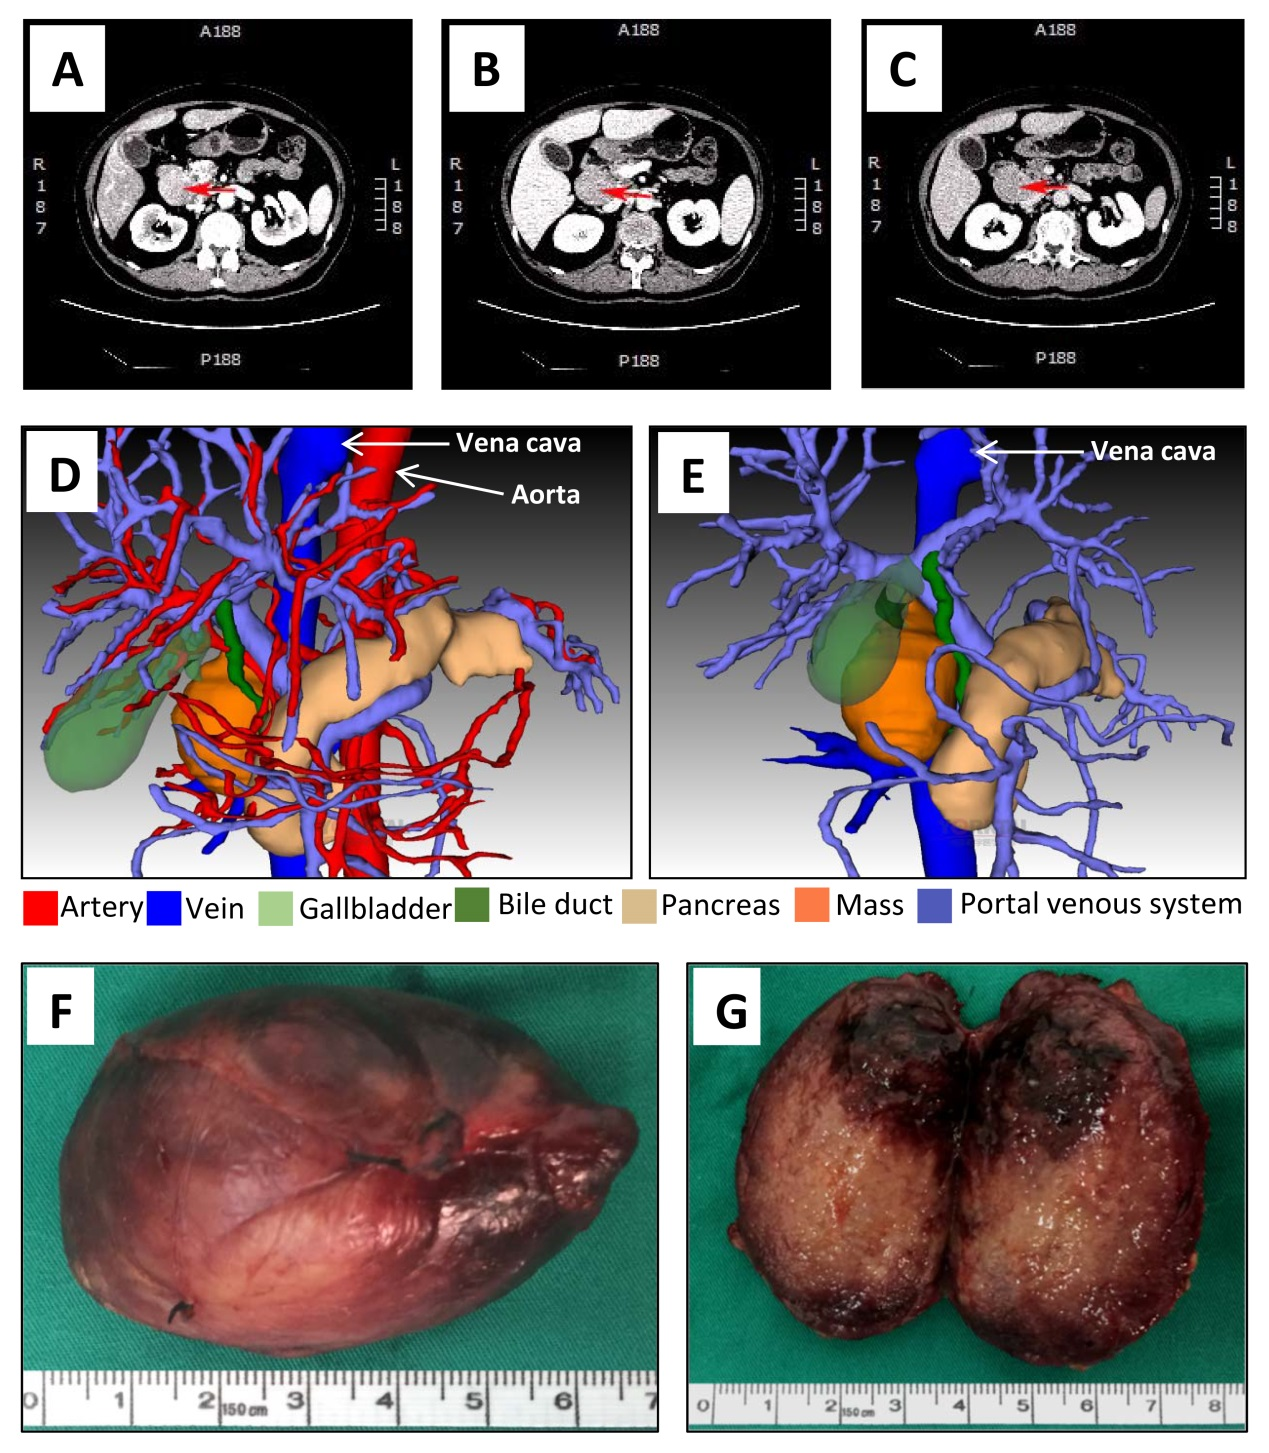 A
A188
R
1
8
7
L
1
8
8
P188
B
A188
R
1
8
7
L
1
8
8
P188
C
A188
R
1
8
7
L
1
8
8
P188
D
Vena cava
Aorta
E
Vena cava
Artery Vein Gallbladder Bile duct Pancreas Mass Portal venous system
F
0 1 2 150 cm 3 4 5 6 7
G
0 1 2 150 cm 3 4 5 6 7 8